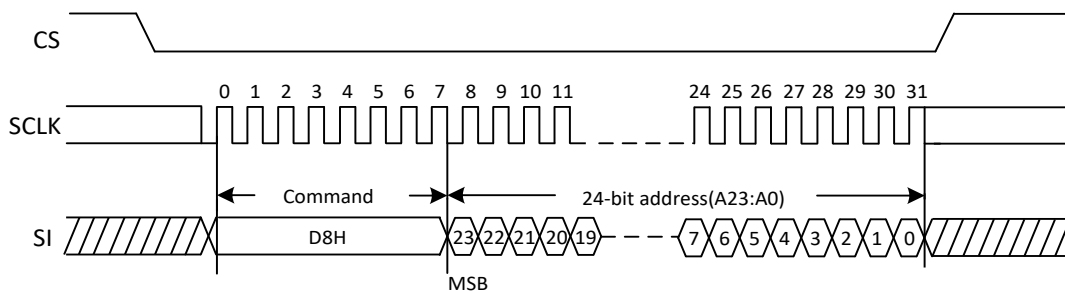 CS
0 1 2 3 4 5 6 7 8 9 10 11 24 25 26 27 28 29 30 31
SCLK
Command 24-bit address(A23:A0)
SI D8H 23 22 21 20 19 7 6 5 4 3 2 1 0
MSB